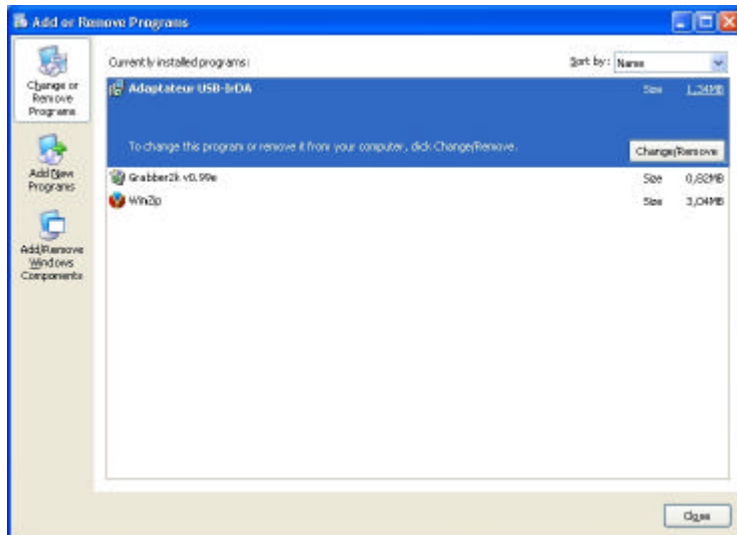 Add or Remove Programs
Change or
Remove
Programs
Currently installed programs:
Sort by: Name
Adaptateur USB-IrDA
Size 1,34MB
To change this program or remove it from your computer, click Change/Remove.
Change/Remove
Grabber2k v0.99e
Size 0,82MB
WinZip
Size 3,04MB
Add New
Programs
Add/Remove
Windows
Components
Close